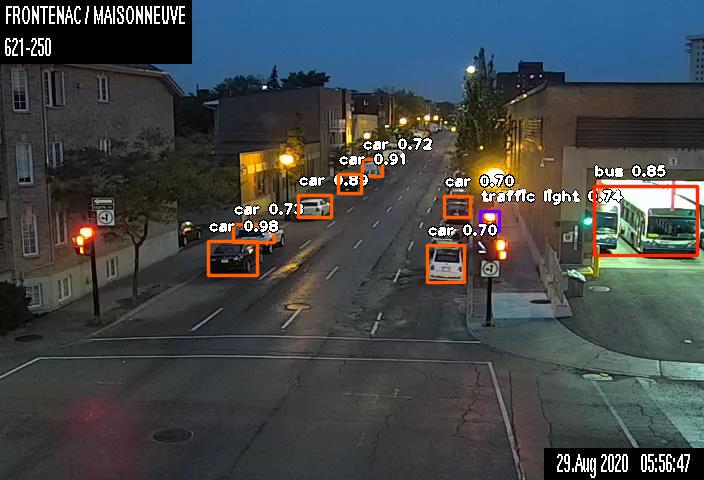 FRONTENAC / MAISONNEUVE
621-250
car 0.72
car 0.91
car 0.89
car 0.70
bus 0.85
traffic light 0.74
car 0.73
car 0.98
car 0.70
29.Aug 2020 05:56:47